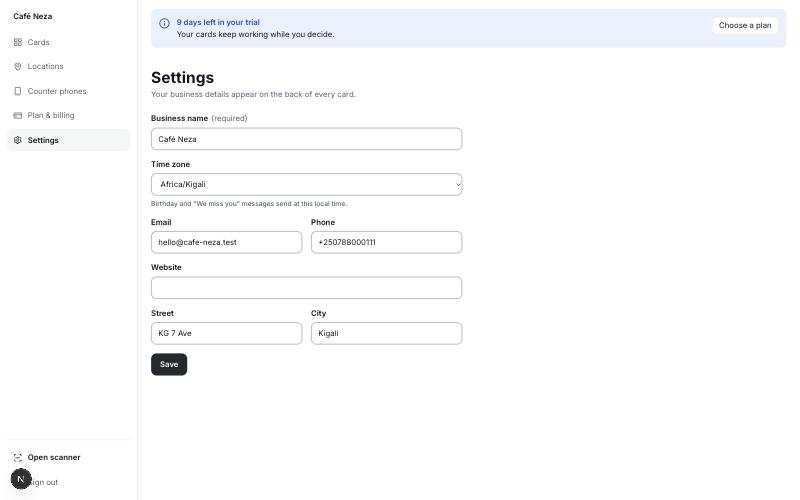 Café Neza
Cards
Locations
Counter phones
Plan & billing
Settings
Open scanner
N
ign out
9 days left in your trial
Your cards keep working while you decide.
Choose a plan
Settings
Your business details appear on the back of every card.
Business name (required)
Café Neza
Time zone
Africa/Kigali
Birthday and "We miss you" messages send at this local time.
Email
Phone
hello@cafe-neza.test
+250788000111
Website
Street
City
KG 7 Ave
Kigali
Save